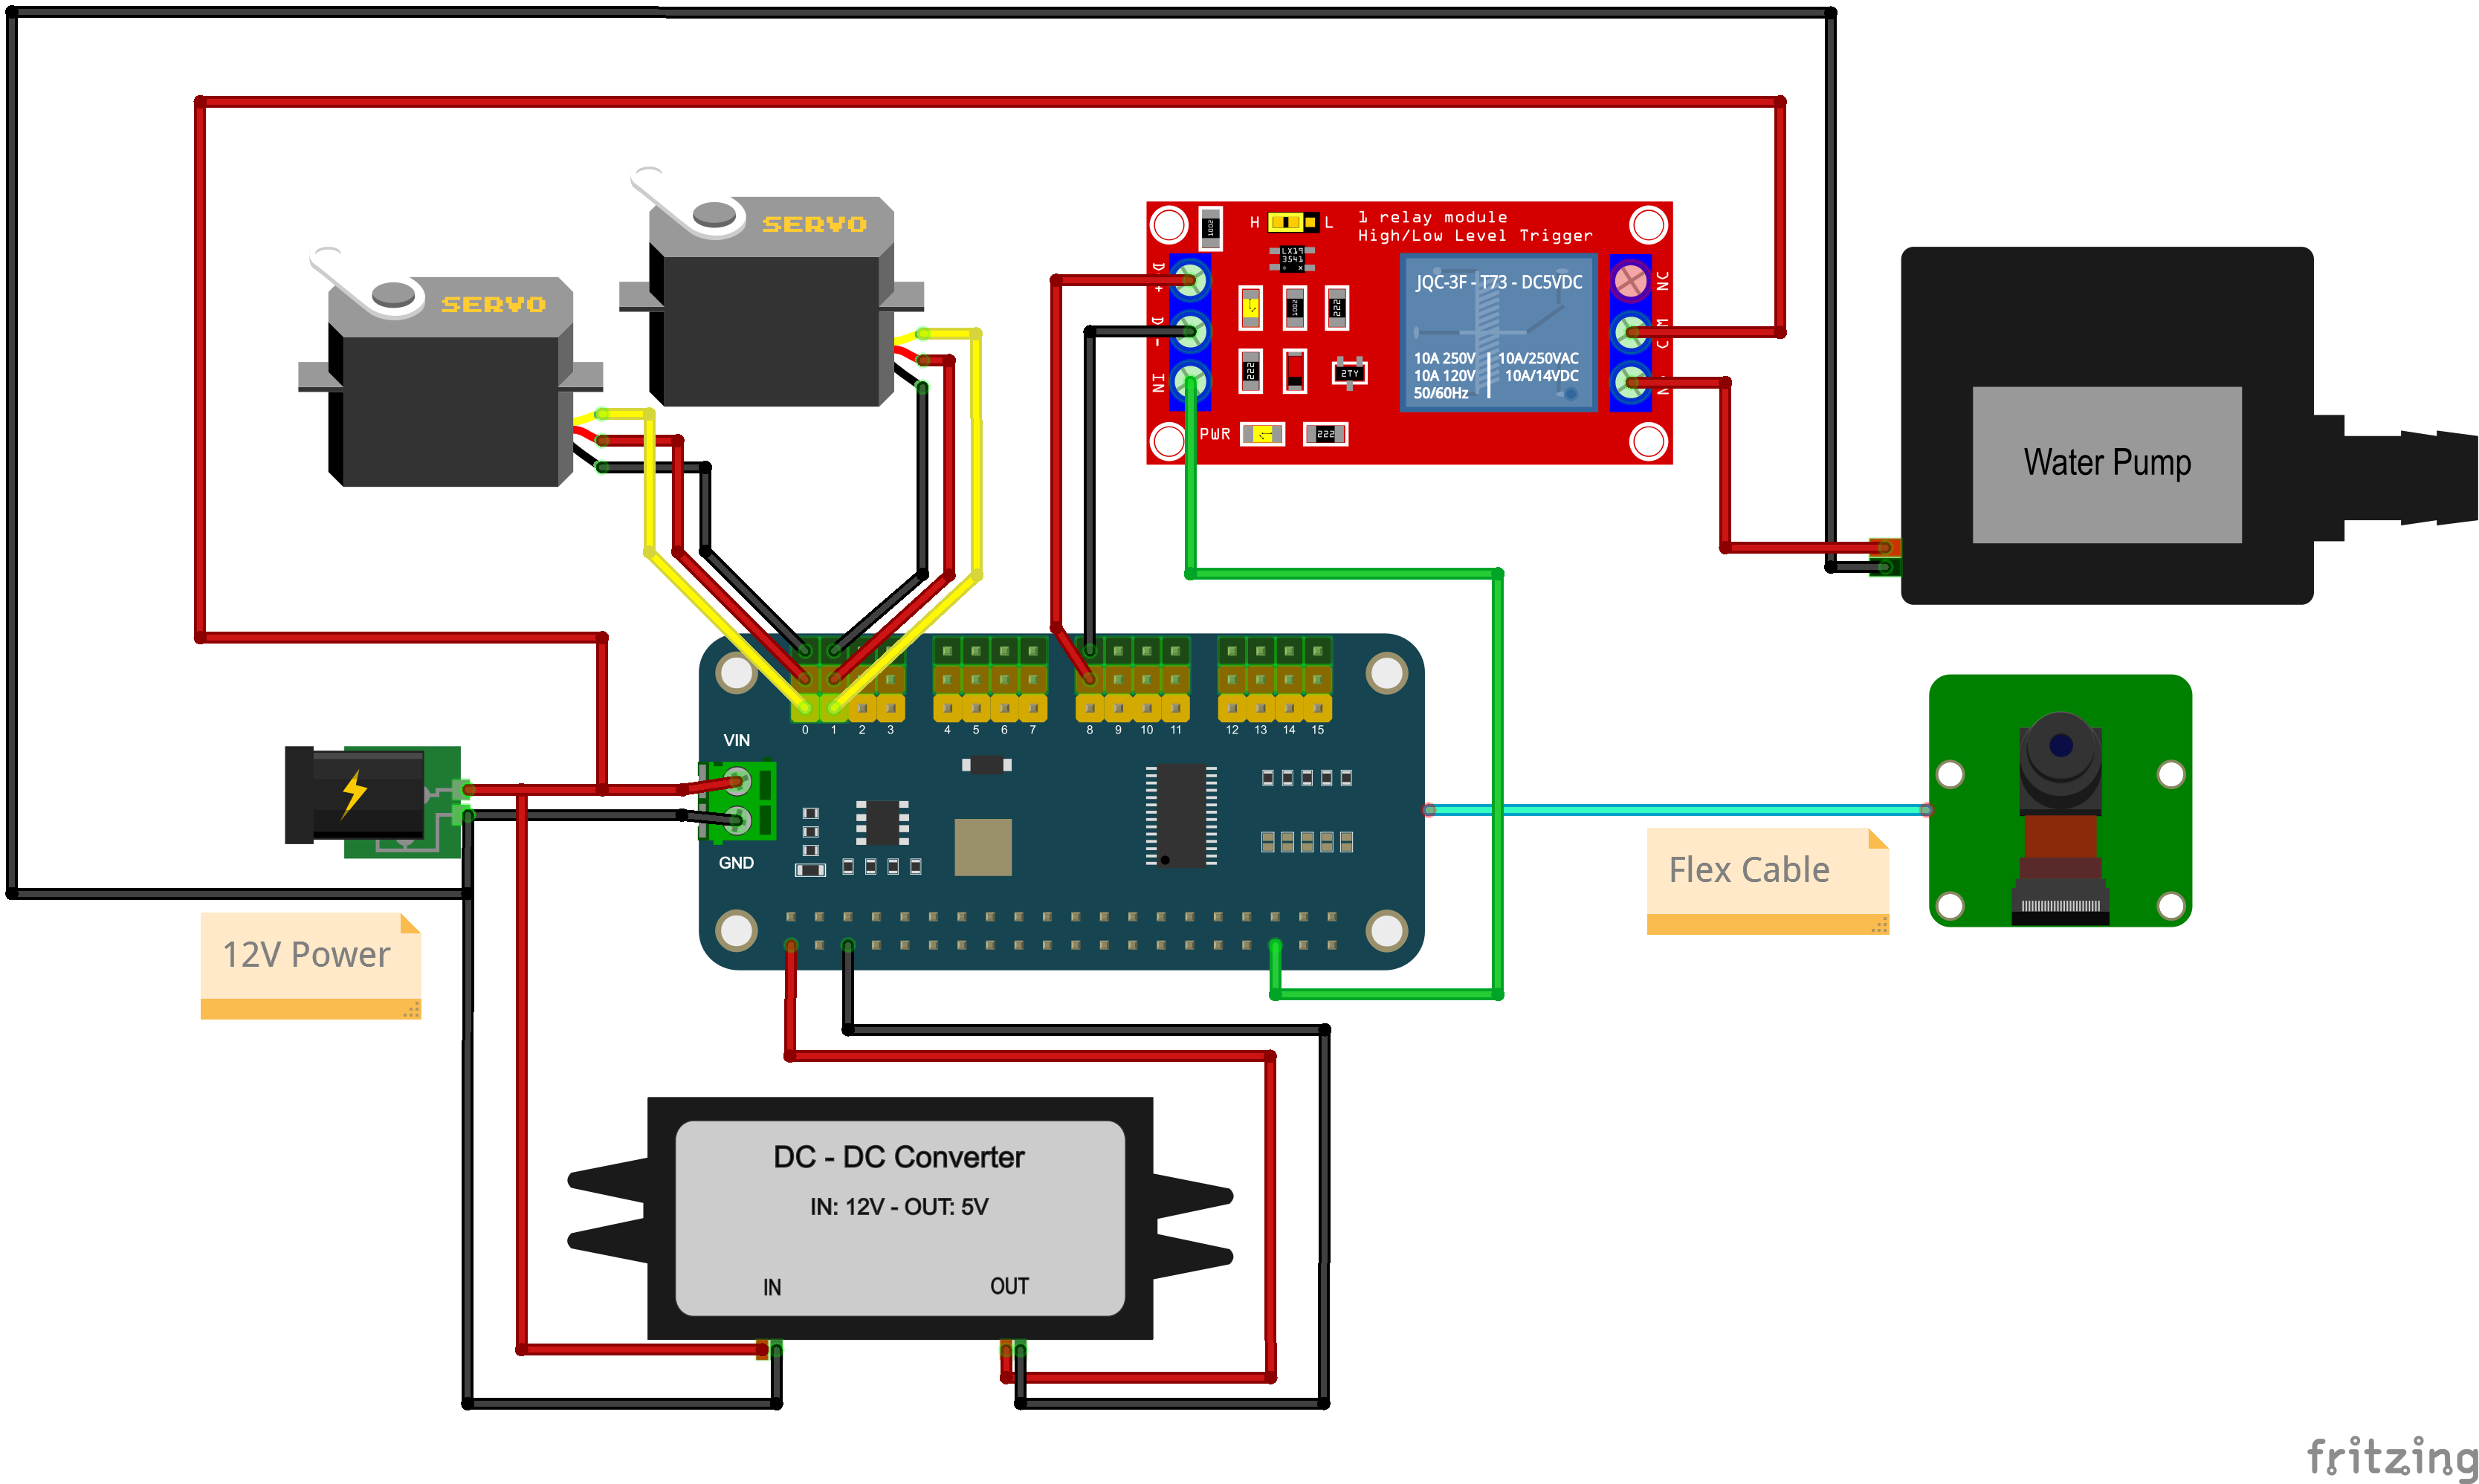 SERVO
SERVO
H
L
1 relay module
High/Low Level Trigger
1002
LX19
3541
D+
D-
IN
1002
222
222
2TY
PWR
222
JQC-3F - T73 - DC5VDC
10A 250V
10A 120V
50/60Hz
10A/250VAC
10A/14VDC
NC
Water Pump
VIN
GND
0 1 2 3
4 5 6 7
8 9 10 11
12 13 14 15
12V Power
Flex Cable
DC - DC Converter
IN: 12V - OUT: 5V
IN
OUT
fritzing